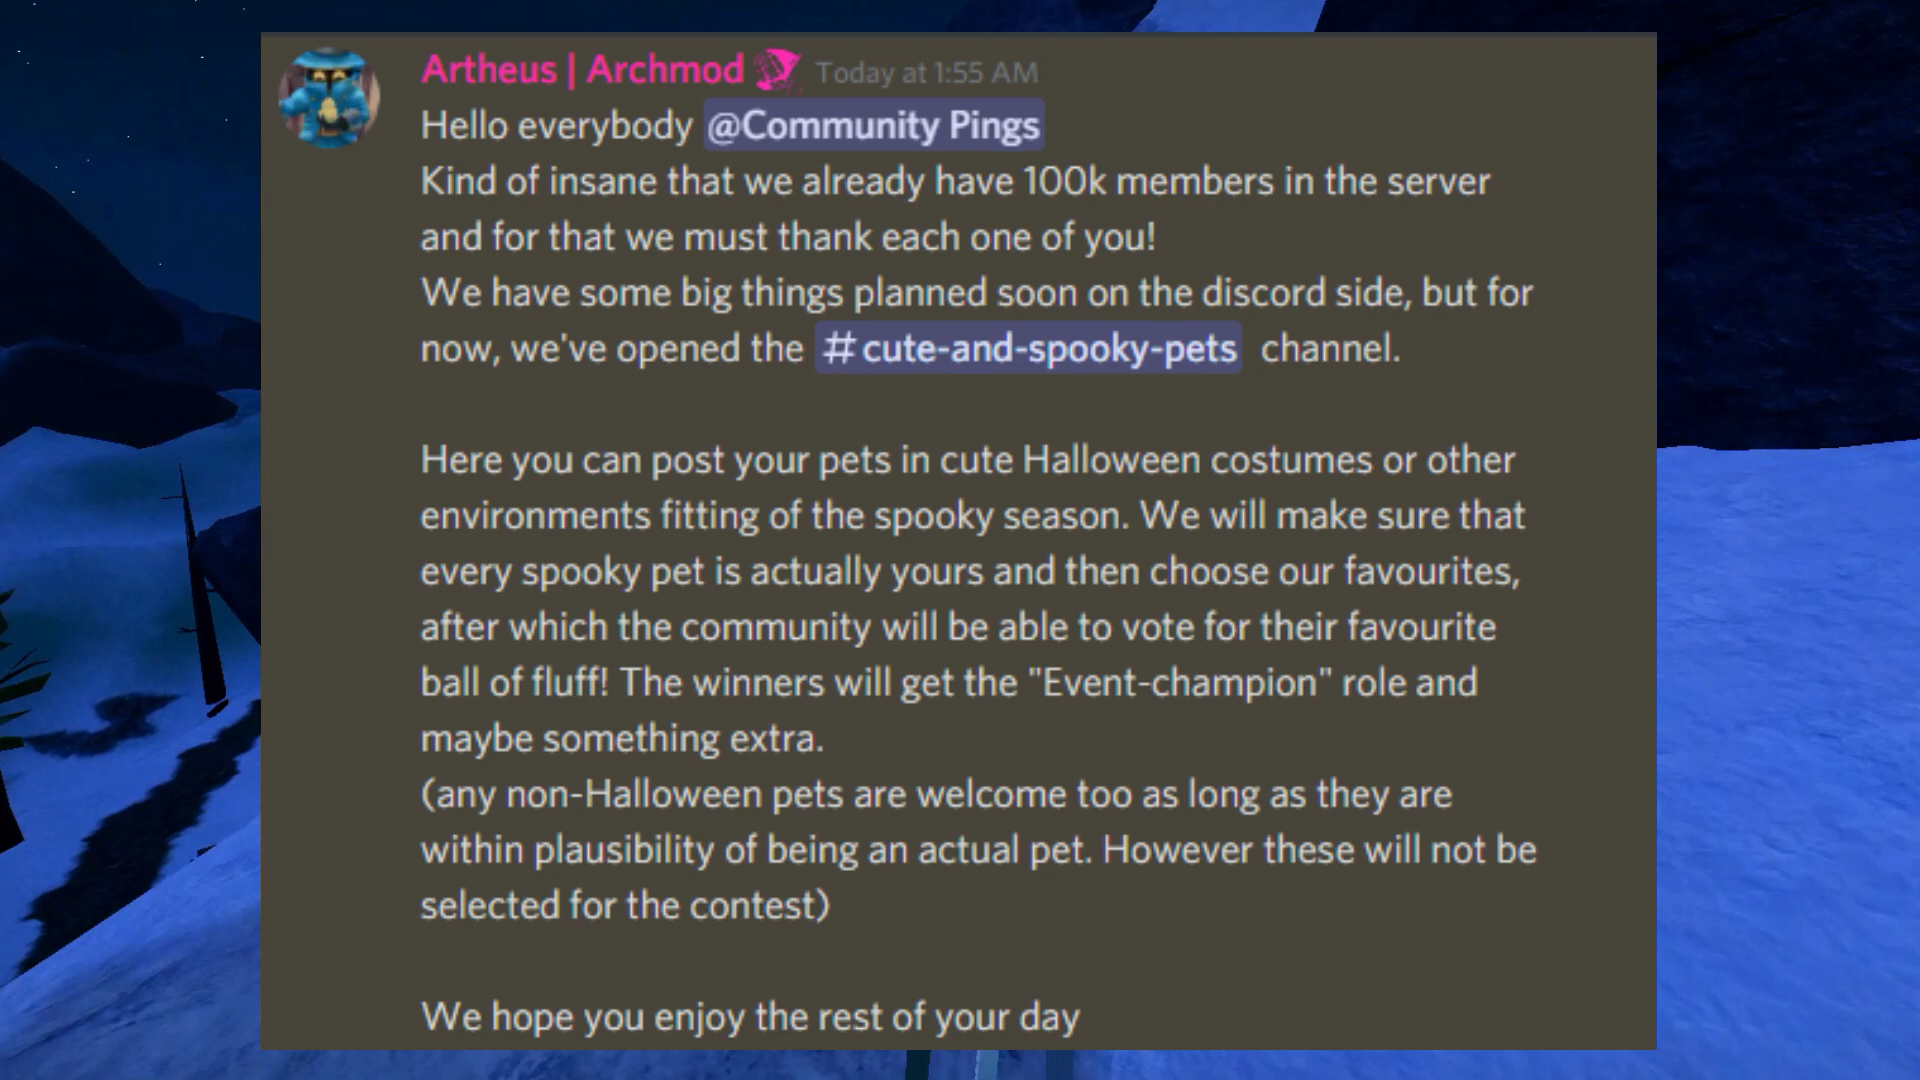 Artheus | Archmod Today at 1:55 AM
Hello everybody @Community Pings
Kind of insane that we already have 100k members in the server
and for that we must thank each one of you!
We have some big things planned soon on the discord side, but for
now, we've opened the # cute-and-spooky-pets channel.
Here you can post your pets in cute Halloween costumes or other
environments fitting of the spooky season. We will make sure that
every spooky pet is actually yours and then choose our favourites,
after which the community will be able to vote for their favourite
ball of fluff! The winners will get the "Event-champion" role and
maybe something extra.
(any non-Halloween pets are welcome too as long as they are
within plausibility of being an actual pet. However these will not be
selected for the contest)
We hope you enjoy the rest of your day